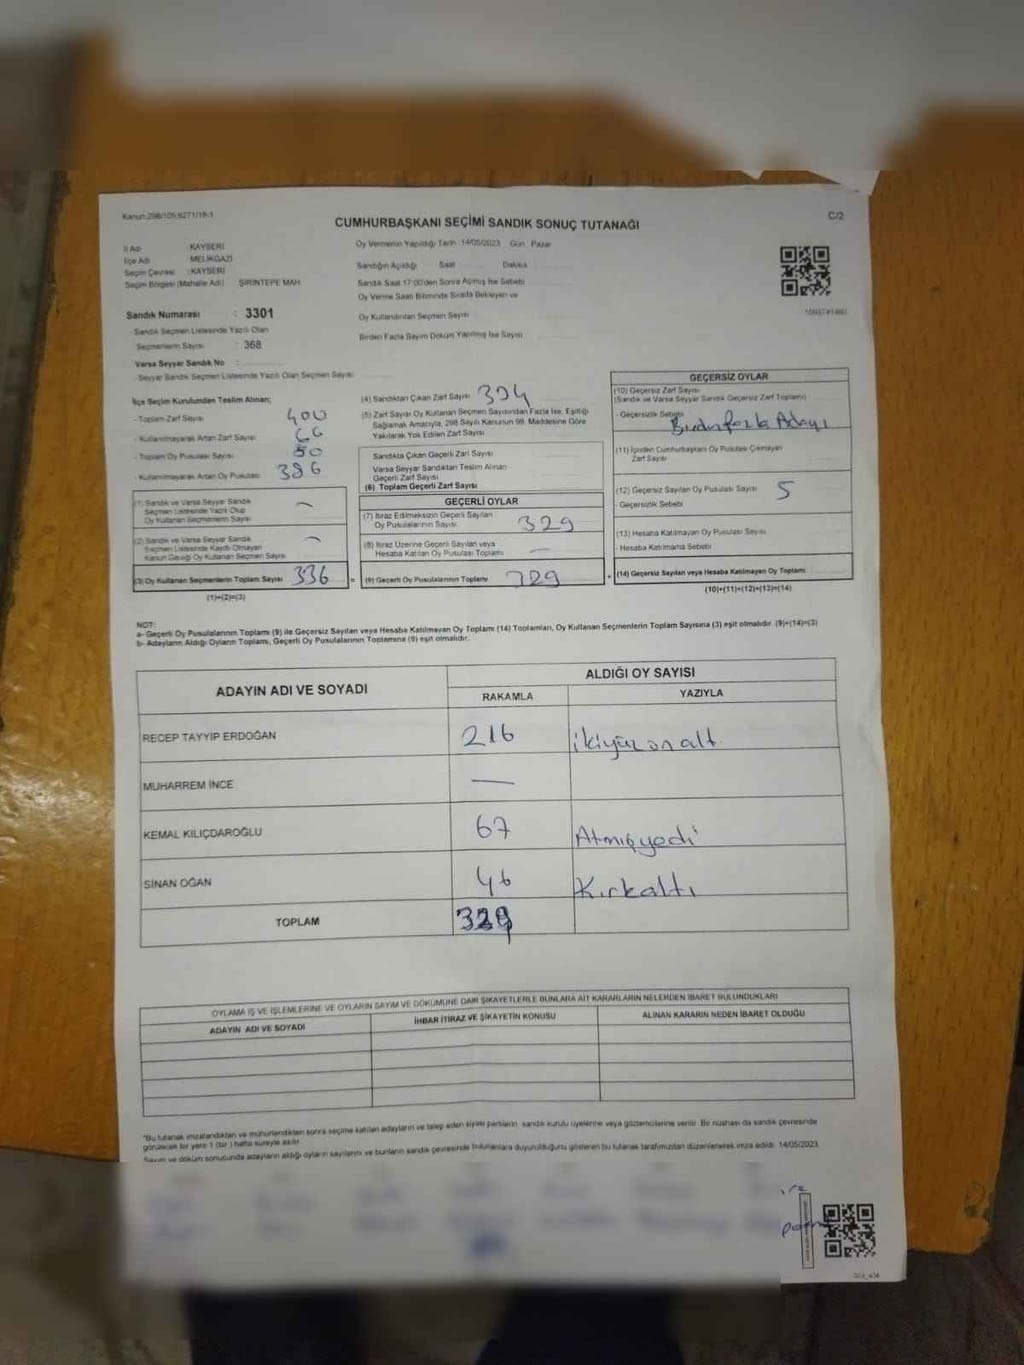 Kanun:298/105,6271/18-1
C/2
CUMHURBAŞKANI SEÇİMİ SANDIK SONUÇ TUTANAĞI
İl Adı : KAYSERİ
İlçe Adı : MELİKGAZİ
Seçim Çevresi : KAYSERİ
Seçim Bölgesi (Mahalle Adı) ŞİRİNTEPE MAH
Sandık Numarası : 3301
- Sandık Seçmen Listesinde Yazılı Olan
Seçmenlerin Sayısı : 368
Varsa Seyyar Sandık No :
- Seyyar Sandık Seçmen Listesinde Yazılı Olan Seçmen Sayısı
Oy Vermenin Yapıldığı Tarih :14/05/2023 Gün : Pazar
Sandığın Açıldığı Saat Dakika
Sandık Saat 17:00'den Sonra Açılmış İse Sebebi
Oy Verme Saati Bitiminde Sırada Bekleyen ve
Oy Kullandırılan Seçmen Sayısı
Birden Fazla Sayım Döküm Yapılmış İse Sayısı
İlçe Seçim Kurulundan Teslim Alınan;
- Toplam Zarf Sayısı 400
- Kullanılmayarak Artan Zarf Sayısı 66
- Toplam Oy Pusulası Sayısı
- Kullanılmayarak Artan Oy Pusulası 386
(1) Sandık ve Varsa Seyyar Sandık
Seçmen Listesinde Yazılı Olup
Oy Kullanan Seçmenlerin Sayısı —
(2) Sandık ve Varsa Seyyar Sandık
Seçmen Listesinde Kaydı Olmayan
Kanun Gereği Oy Kullanan Seçmenlerin Sayısı —
(3) Oy Kullanan Seçmenlerin Toplam Sayısı 336 =
(1)+(2)=(3)
(4) Sandıktan Çıkan Zarf Sayısı 334
(5) Zarf Sayısı Oy Kullanan Seçmen Sayısından Fazla İse, Eşitliği
Sağlamak Amacıyla, 298 Sayılı Kanunun 98. Maddesine Göre
Yakılarak Yok Edilen Zarf Sayısı
Sandıkta Çıkan Geçerli Zarf Sayısı
Varsa Seyyar Sandıktan Teslim Alınan
Geçerli Zarf Sayısı
(6) Toplam Geçerli Zarf Sayısı
GEÇERLİ OYLAR
(7) İtiraz Edilmeksizin Geçerli Sayılan
Oy Pusulalarının Sayısı 329
(8) İtiraz Üzerine Geçerli Sayılan veya
Hesaba Katılan Oy Pusulası Toplamı —
(9) Geçerli Oy Pusulalarının Toplamı 329 +
GEÇERSİZ OYLAR
(10) Geçersiz Zarf Sayısı
(Sandık ve Varsa Seyyar Sandık Geçersiz Zarf Toplamı)
- Geçersizlik Sebebi
Birden fazla Adayı
(11) İçinden Cumhurbaşkanı Oy Pusulası Çıkmayan
Zarf Sayısı
(12) Geçersiz Sayılan Oy Pusulası Sayısı 5
- Geçersizlik Sebebi
(13) Hesaba Katılmayan Oy Pusulası Sayısı
- Hesaba Katılmama Sebebi
(14) Geçersiz Sayılan veya Hesaba Katılmayan Oy Toplamı
(10)+(11)+(12)+(13)=(14)
NOT:
a- Geçerli Oy Pusulalarının Toplamı (9) ile Geçersiz Sayılan veya Hesaba Katılmayan Oy Toplamı (14) Toplamları, Oy Kullanan Seçmenlerin Toplam Sayısına (3) eşit olmalıdır. (9)+(14)=(3)
b- Adayların Aldığı Oyların Toplamı, Geçerli Oy Pusulalarının Toplamına (9) eşit olmalıdır.
ADAYIN ADI VE SOYADI
ALDIĞI OY SAYISI
RAKAMLA YAZIYLA
RECEP TAYYİP ERDOĞAN 216 ikiyüz on alt
MUHARREM İNCE —
KEMAL KILIÇDAROĞLU 67 Atmışyedi
SİNAN OĞAN 46 Kırkaltı
TOPLAM 329
OYLAMA İŞ VE İŞLEMLERİNE VE OYLARIN SAYIM VE DÖKÜMÜNE DAİR ŞİKAYETLERLE BUNLARA AİT KARARLARIN NELERDEN İBARET BULUNDUKLARI
ADAYIN ADI VE SOYADI İHBAR İTİRAZ VE ŞİKAYETİN KONUSU ALINAN KARARIN NEDEN İBARET OLDUĞU
*Bu tutanak imzalandıktan ve mühürlendikten sonra seçime katılan adayların ve talep eden siyasi partilerin sandık kurulu üyelerine veya gözlemcilerine verilir. Bir nüshası da sandık çevresinde
görülecek bir yere 1 (bir) hafta süreyle asılır.
Sayım ve döküm sonucunda adayların aldığı oyların sayılarını ve bunların sandık çevresinde bulunanlara duyurulduğunu gösteren bu tutanak tarafımızdan düzenlenerek imza edildi. 14/05/2023